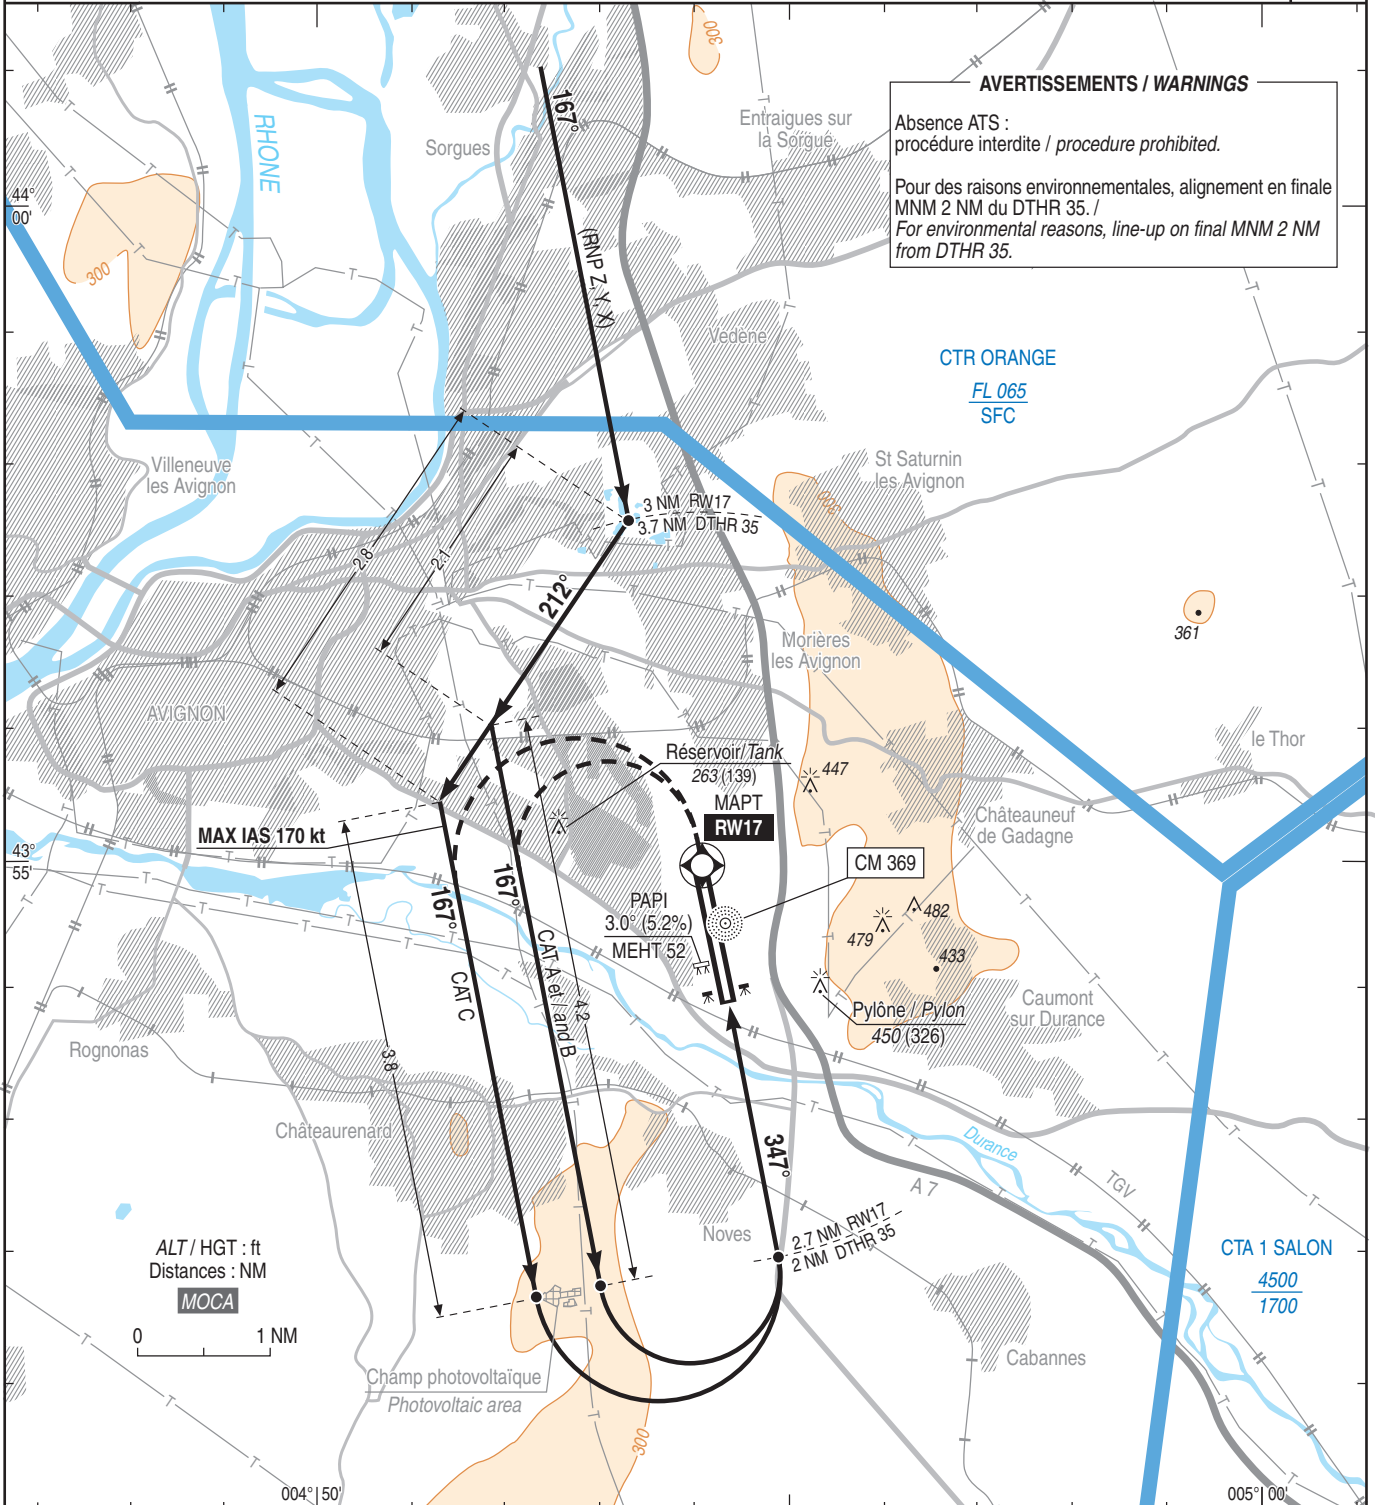 300
AVERTISSEMENTS / WARNINGS
Absence ATS :
procédure interdite / procedure prohibited.
Pour des raisons environnementales, alignement en finale
MNM 2 NM du DTHR 35. /
For environmental reasons, line-up on final MNM 2 NM
from DTHR 35.
167°
(RNP Z, Y, X)
RHONE
Sorgues
Entraigues sur
la Sorgue
44°
00'
300
Vedène
CTR ORANGE
FL 065
SFC
Villeneuve
les Avignon
St Saturnin
les Avignon
300
3 NM RW17
3.7 NM DTHR 35
2.8
2.1
212°
361
Morières
les Avignon
AVIGNON
le Thor
Réservoir/Tank
263 (139)
447
MAPT
RW17
Châteauneuf
de Gadagne
MAX IAS 170 kt
43°
55'
CM 369
167°
167°
PAPI
3.0° (5.2%)
MEHT 52
482
479
433
CAT C
CAT A et / and B
4.2
3.8
Pylône / Pylon
450 (326)
Caumont
sur Durance
Rognonas
Châteaurenard
347°
Durance
TGV
A 7
Noves
2.7 NM RW17
2 NM DTHR 35
CTA 1 SALON
4500
1700
ALT / HGT : ft
Distances : NM
MOCA
0 1 NM
Champ photovoltaïque
Photovoltaic area
Cabannes
300
004° 50'
005° 00'